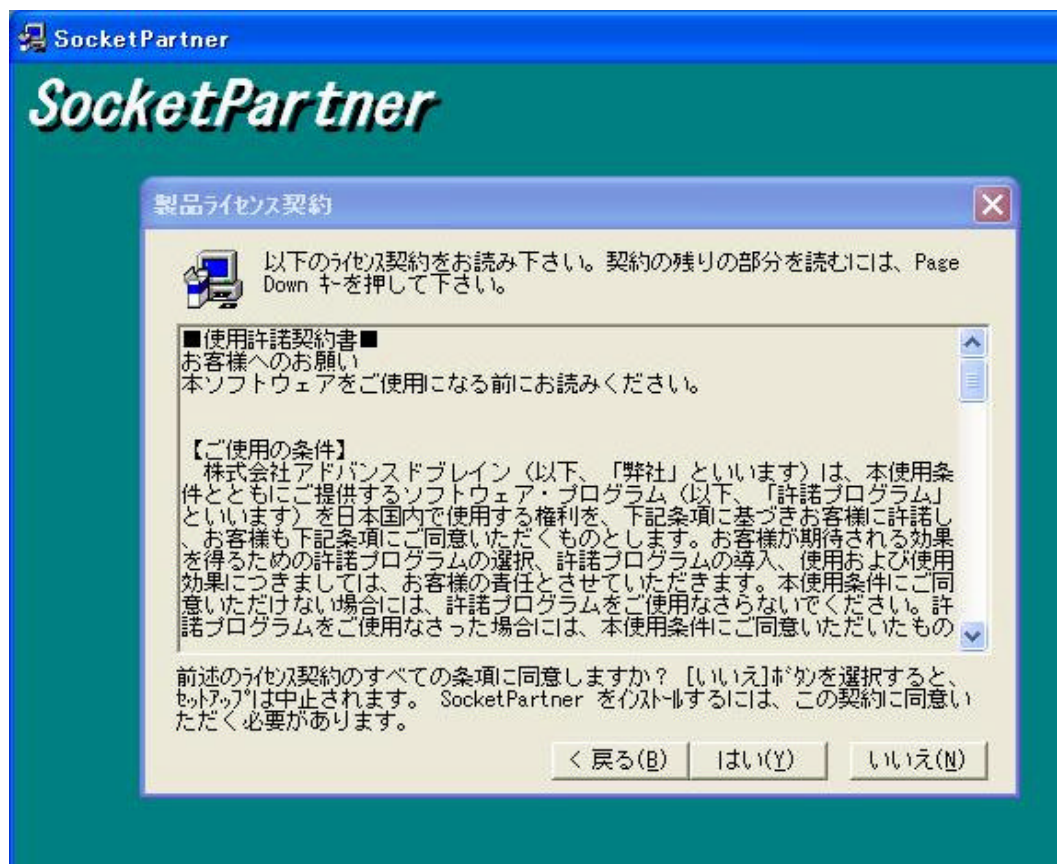 SocketPartner
SocketPartner
製品ﾗｲｾﾝｽ契約
以下のﾗｲｾﾝｽ契約をお読み下さい。契約の残りの部分を読むには、Page
Down ｷｰを押して下さい。
■使用許諾契約書■
お客様へのお願い
本ソフトウェアをご使用になる前にお読みください。
【ご使用の条件】
　株式会社アドバンスドブレイン（以下、「弊社」といいます）は、本使用条
件とともにご提供するソフトウェア・プログラム（以下、「許諾プログラム」
といいます）を日本国内で使用する権利を、下記条項に基づきお客様に許諾し
、お客様も下記条項にご同意いただくものとします。お客様が期待される効果
を得るための許諾プログラムの選択、許諾プログラムの導入、使用および使用
効果につきましては、お客様の責任とさせていただきます。本使用条件にご同
意いただけない場合には、許諾プログラムをご使用なさらないでください。許
諾プログラムをご使用なさった場合には、本使用条件にご同意いただいたもの
前述のﾗｲｾﾝｽ契約のすべての条項に同意しますか？ [いいえ]ﾎﾞﾀﾝを選択すると、
ｾｯﾄｱｯﾌﾟは中止されます。 SocketPartner をｲﾝｽﾄｰﾙするには、この契約に同意い
ただく必要があります。
< 戻る(B)
はい(Y)
いいえ(N)